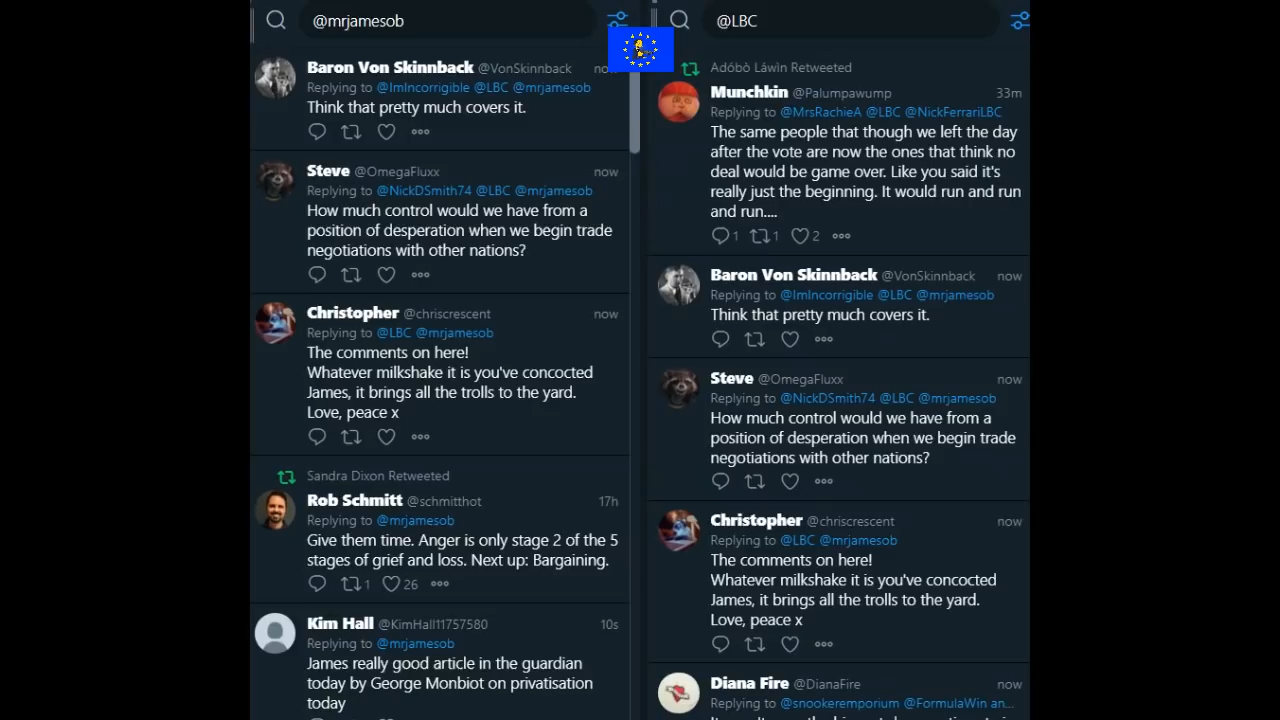 @mrjamesob
Baron Von Skinnback @VonSkinnback now
Replying to @ImIncorrigible @LBC @mrjamesob
Think that pretty much covers it.
Steve @OmegaFluxx now
Replying to @NickDSmith74 @LBC @mrjamesob
How much control would we have from a
position of desperation when we begin trade
negotiations with other nations?
Christopher @chriscrescent now
Replying to @LBC @mrjamesob
The comments on here!
Whatever milkshake it is you've concocted
James, it brings all the trolls to the yard.
Love, peace x
Sandra Dixon Retweeted
Rob Schmitt @schmitthot 17h
Replying to @mrjamesob
Give them time. Anger is only stage 2 of the 5
stages of grief and loss. Next up: Bargaining.
1 26
Kim Hall @KimHall11757580 10s
Replying to @mrjamesob
James really good article in the guardian
today by George Monbiot on privatisation
today
@LBC
Adóbò Láwìn Retweeted
Munchkin @Palumpawump 33m
Replying to @MrsRachieA @LBC @NickFerrariLBC
The same people that though we left the day
after the vote are now the ones that think no
deal would be game over. Like you said it's
really just the beginning. It would run and run
and run....
1 1 2
Baron Von Skinnback @VonSkinnback now
Replying to @ImIncorrigible @LBC @mrjamesob
Think that pretty much covers it.
Steve @OmegaFluxx now
Replying to @NickDSmith74 @LBC @mrjamesob
How much control would we have from a
position of desperation when we begin trade
negotiations with other nations?
Christopher @chriscrescent now
Replying to @LBC @mrjamesob
The comments on here!
Whatever milkshake it is you've concocted
James, it brings all the trolls to the yard.
Love, peace x
Diana Fire @DianaFire now
Replying to @snookeremporium @FormulaWin an...